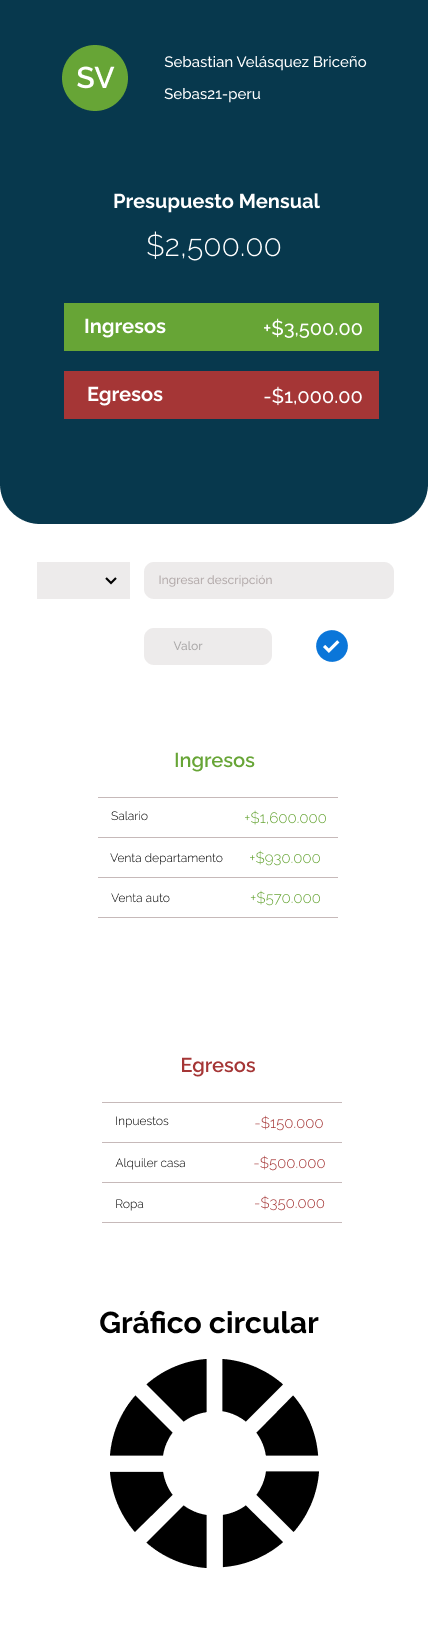 SV
Sebastian Velásquez Briceño
Sebas21-peru
Presupuesto Mensual
$2,500.00
Ingresos +$3,500.00
Egresos -$1,000.00
Ingresar descripción
Valor
Ingresos
Salario +$1,600.000
Venta departamento +$930.000
Venta auto +$570.000
Egresos
Inpuestos -$150.000
Alquiler casa -$500.000
Ropa -$350.000
Gráfico circular